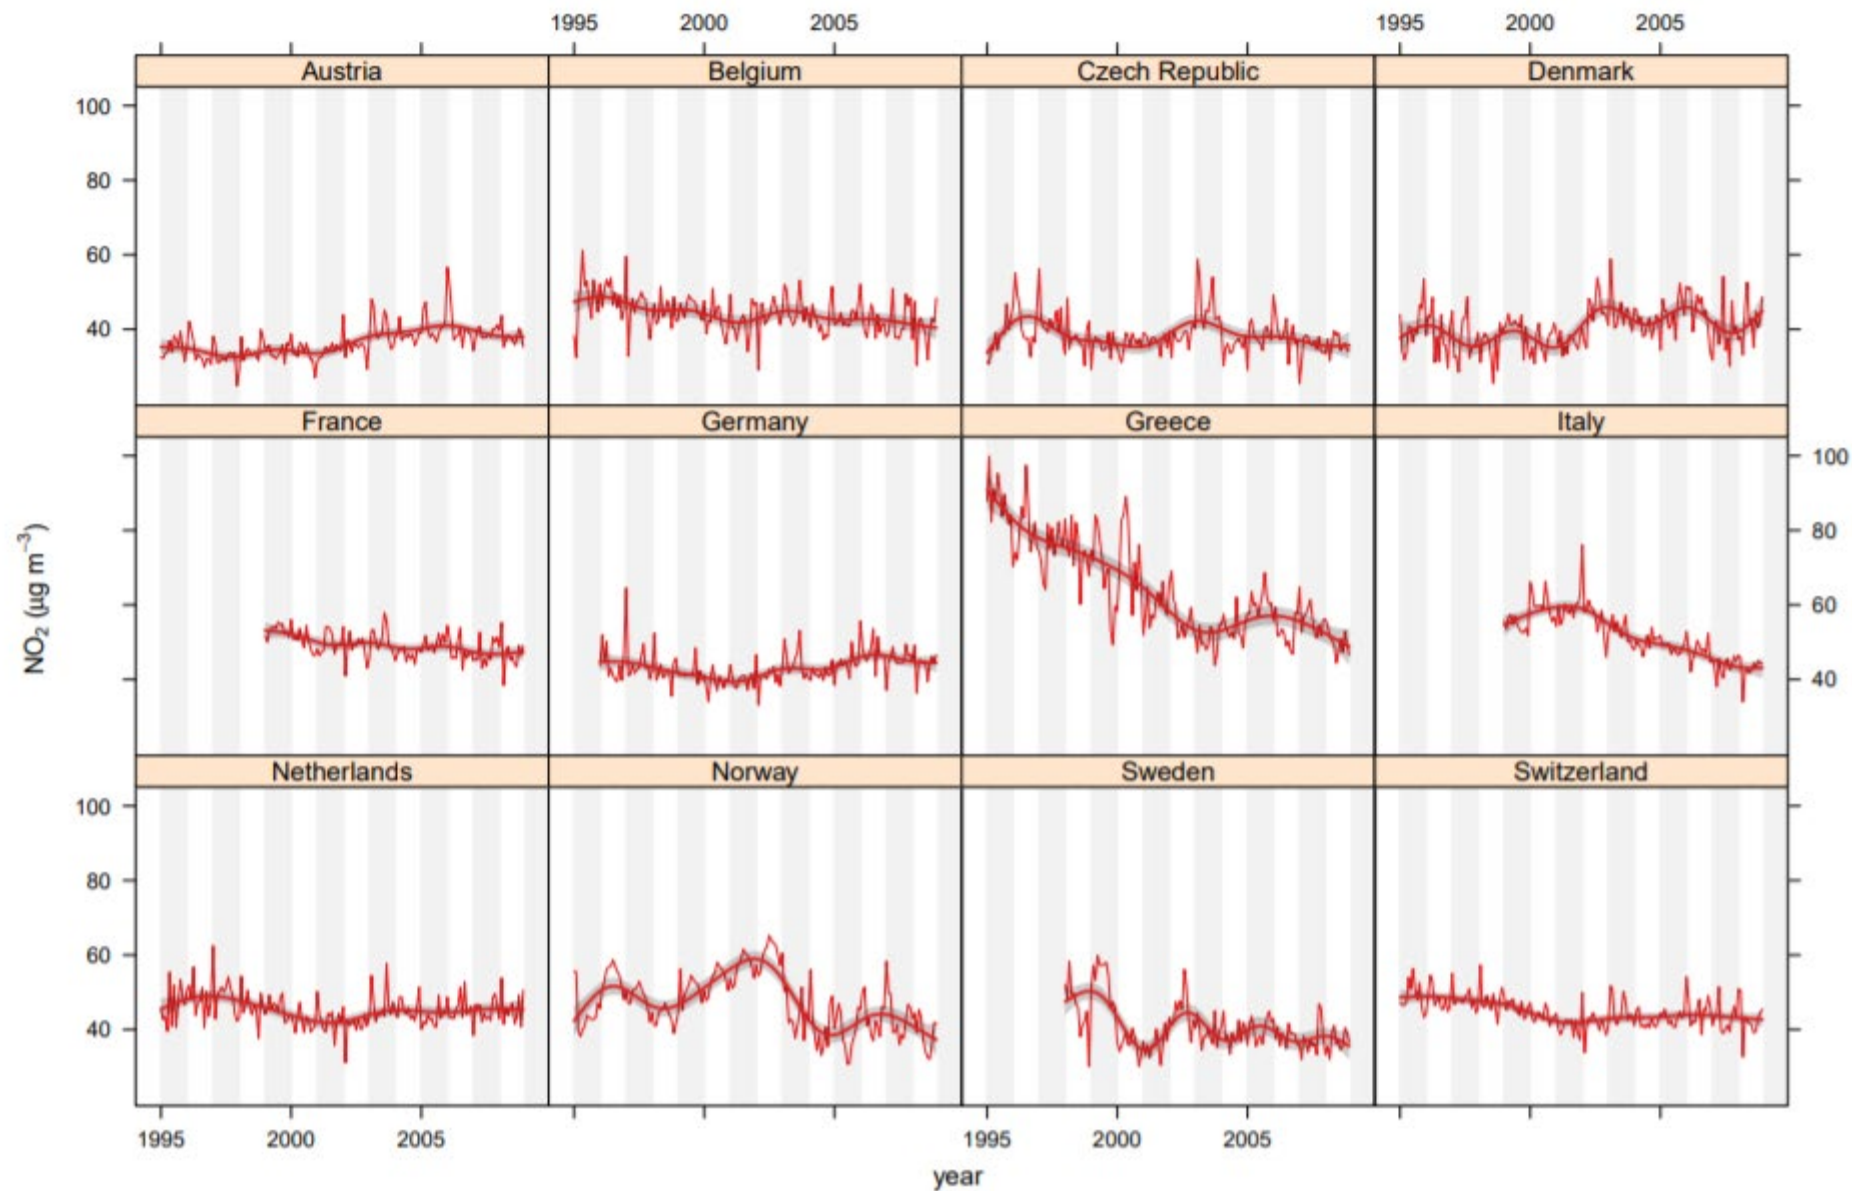 1995 2000 2005 1995 2000 2005
Austria Belgium Czech Republic Denmark
100
80
60
40
France Germany Greece Italy
100
80
60
40
NO₂ (µg m⁻³)
Netherlands Norway Sweden Switzerland
100
80
60
40
1995 2000 2005 1995 2000 2005
year